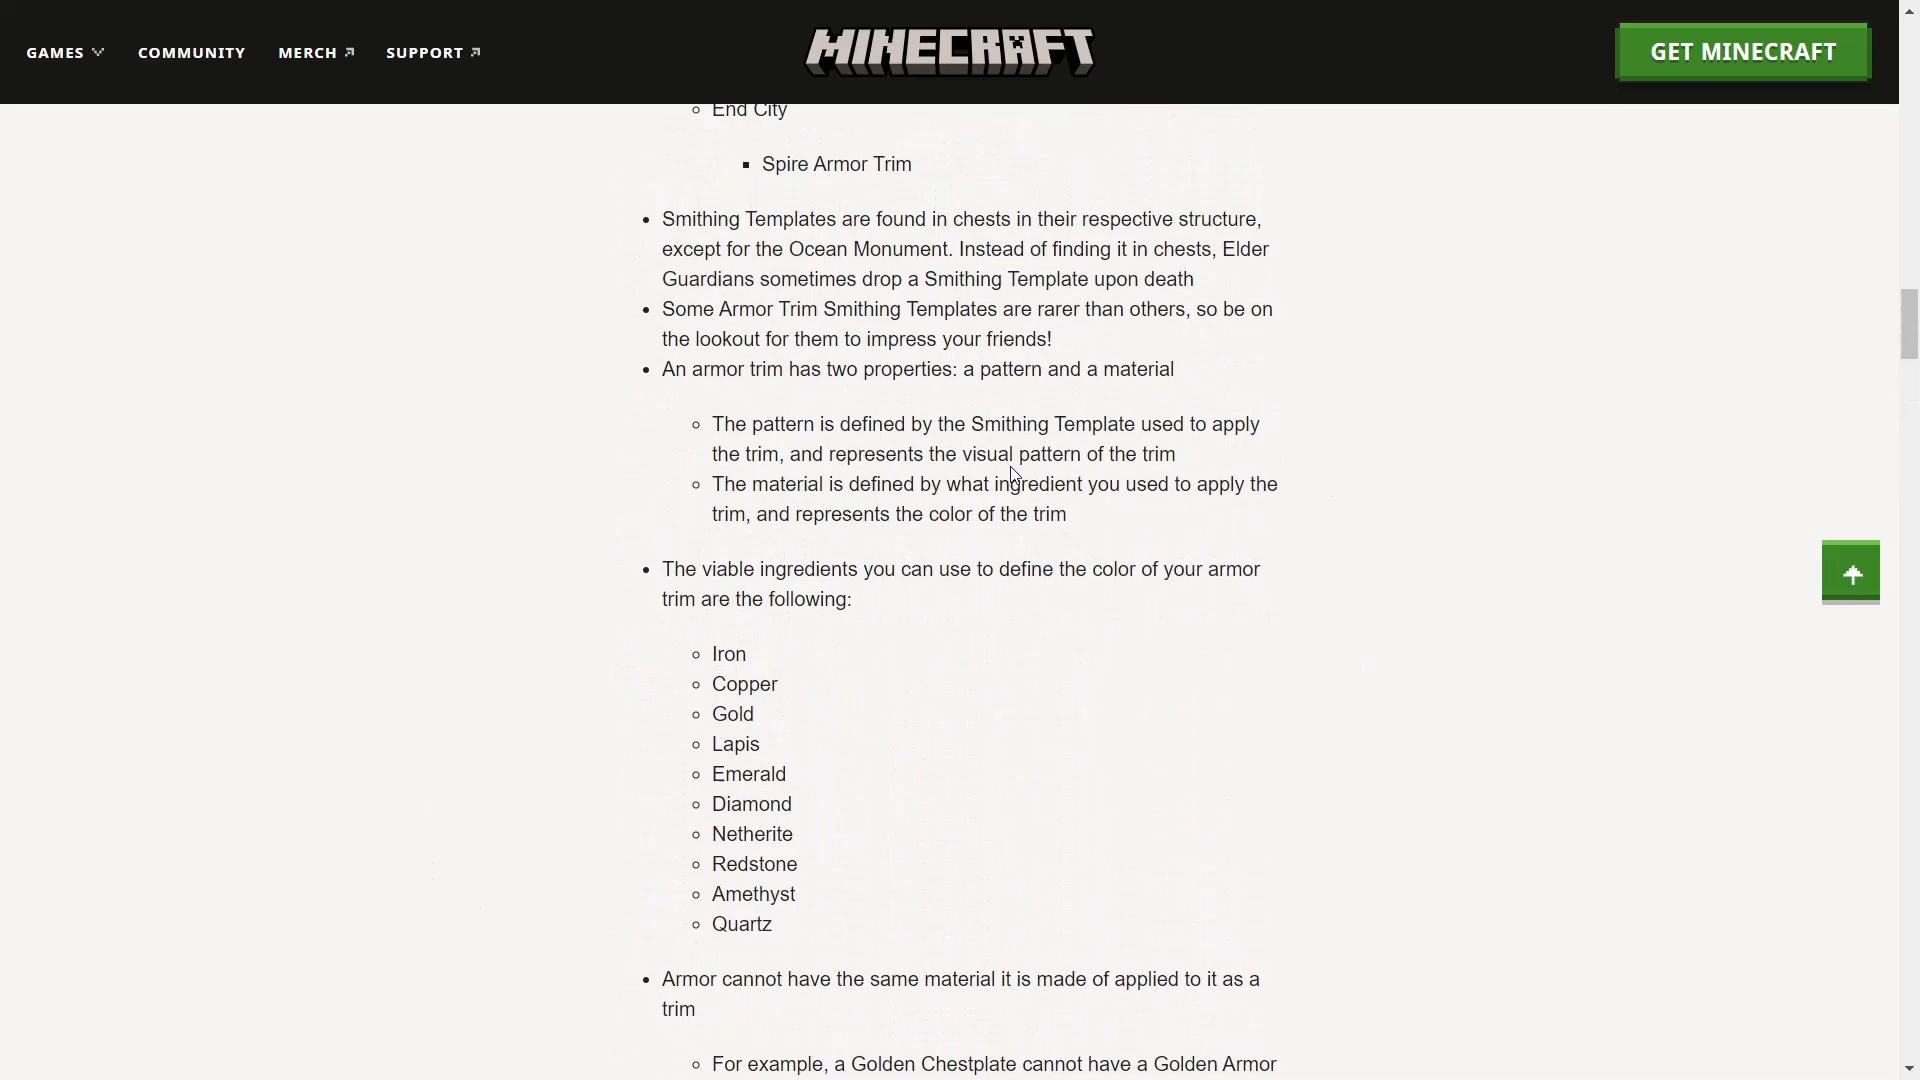 GAMES
COMMUNITY
MERCH
SUPPORT
MINECRAFT
GET MINECRAFT
End City
Spire Armor Trim
Smithing Templates are found in chests in their respective structure,
except for the Ocean Monument. Instead of finding it in chests, Elder
Guardians sometimes drop a Smithing Template upon death
Some Armor Trim Smithing Templates are rarer than others, so be on
the lookout for them to impress your friends!
An armor trim has two properties: a pattern and a material
The pattern is defined by the Smithing Template used to apply
the trim, and represents the visual pattern of the trim
The material is defined by what ingredient you used to apply the
trim, and represents the color of the trim
The viable ingredients you can use to define the color of your armor
trim are the following:
Iron
Copper
Gold
Lapis
Emerald
Diamond
Netherite
Redstone
Amethyst
Quartz
Armor cannot have the same material it is made of applied to it as a
trim
For example, a Golden Chestplate cannot have a Golden Armor